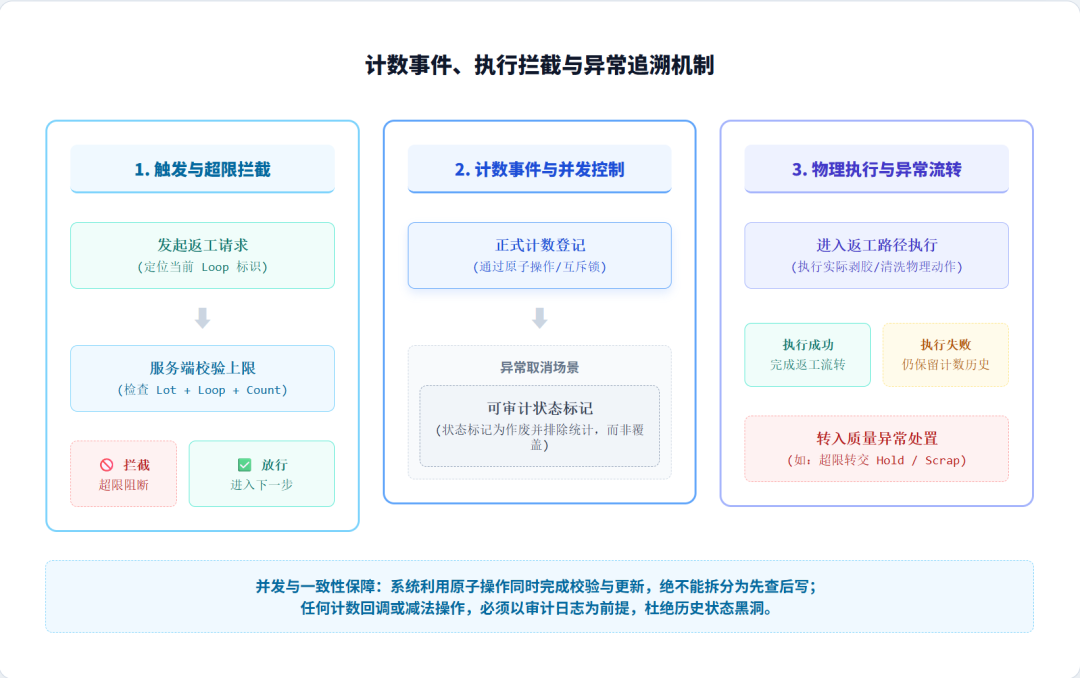 计数事件、执行拦截与异常追溯机制
1. 触发与超限拦截
发起返工请求
(定位当前 Loop 标识)
服务端校验上限
(检查 Lot + Loop + Count)
🚫 拦截
超限阻断
✅ 放行
进入下一步
2. 计数事件与并发控制
正式计数登记
(通过原子操作/互斥锁)
异常取消场景
可审计状态标记
(状态标记为作废并排除统计，而非覆
盖)
3. 物理执行与异常流转
进入返工路径执行
(执行实际剥胶/清洗物理动作)
执行成功
完成返工流转
执行失败
仍保留计数历史
转入质量异常处置
(如：超限转交 Hold / Scrap)
并发与一致性保障：系统利用原子操作同时完成校验与更新，绝不能拆分为先查后写；
任何计数回调或减法操作，必须以审计日志为前提，杜绝历史状态黑洞。